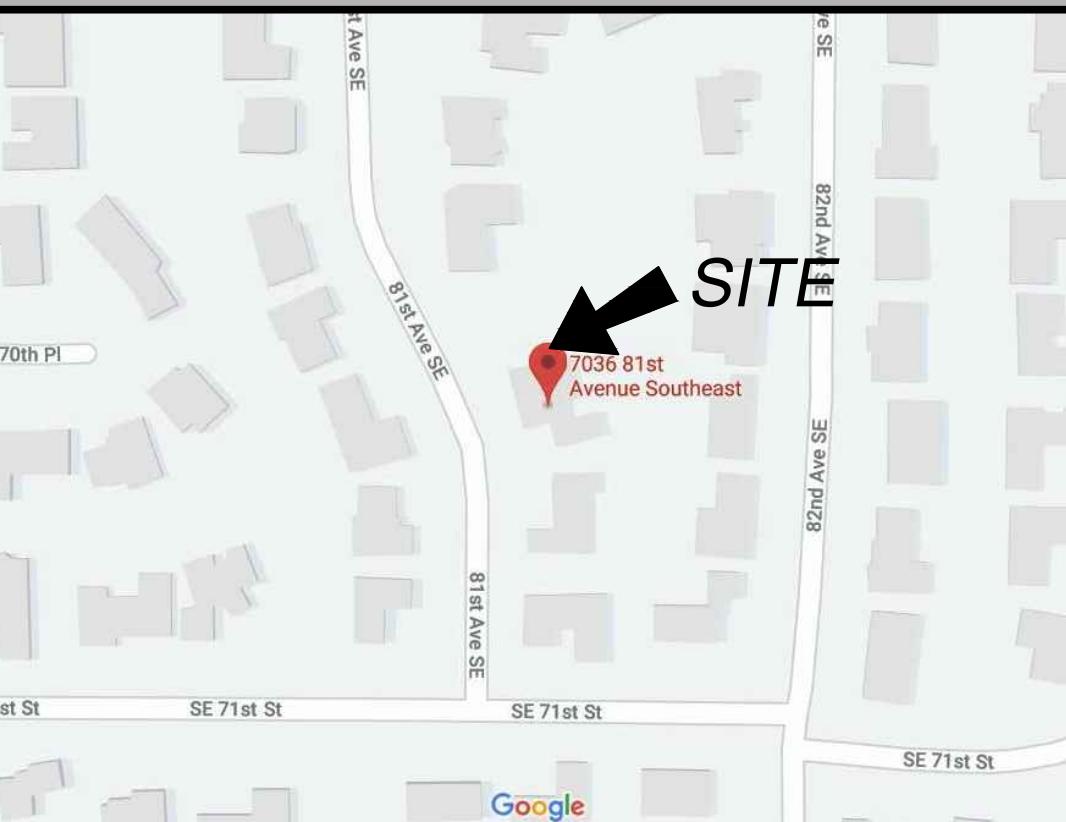 st Ave SE
ve SE
82nd Ave SE
SITE
81st Ave SE
70th Pl
7036 81st
Avenue Southeast
82nd Ave SE
81st Ave SE
st St
SE 71st St
SE 71st St
SE 71st St
Google